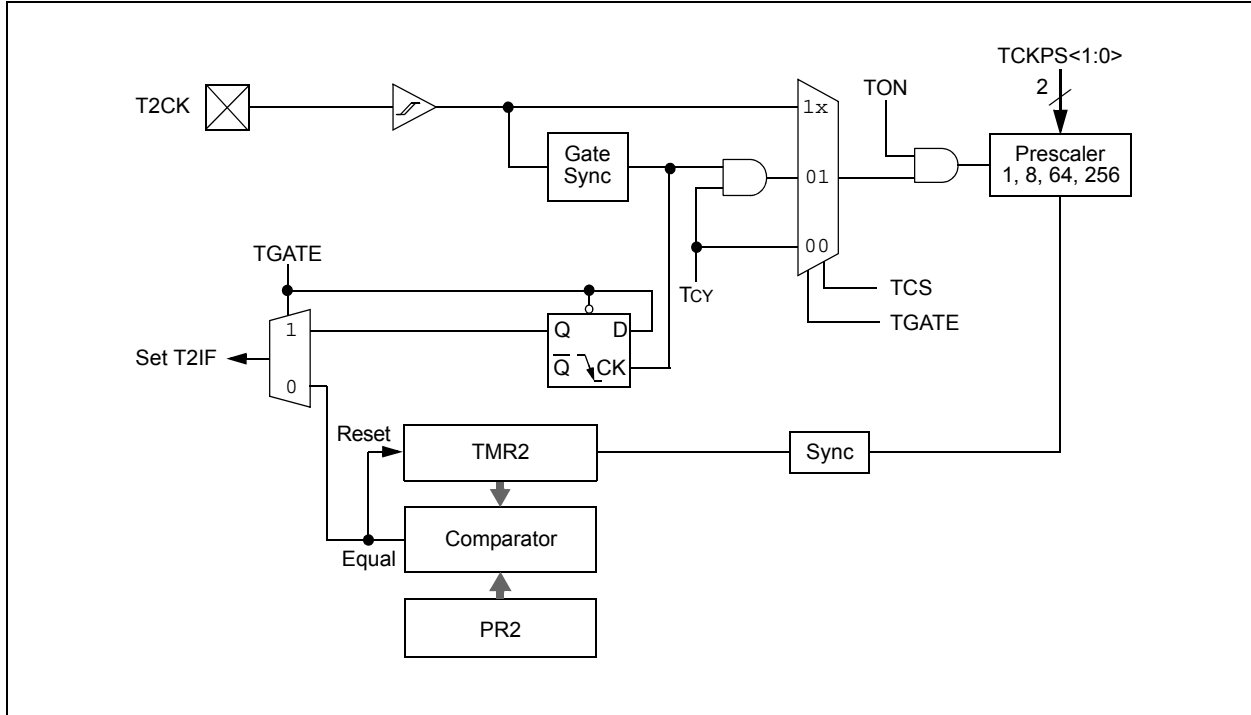 TCKPS<1:0>
2
TON
T2CK
1x
Prescaler
1, 8, 64, 256
Gate
Sync
01
00
TGATE
TCY
TCS
TGATE
1
Q
D
Set T2IF
Q
CK
0
Reset
TMR2
Sync
Comparator
Equal
PR2